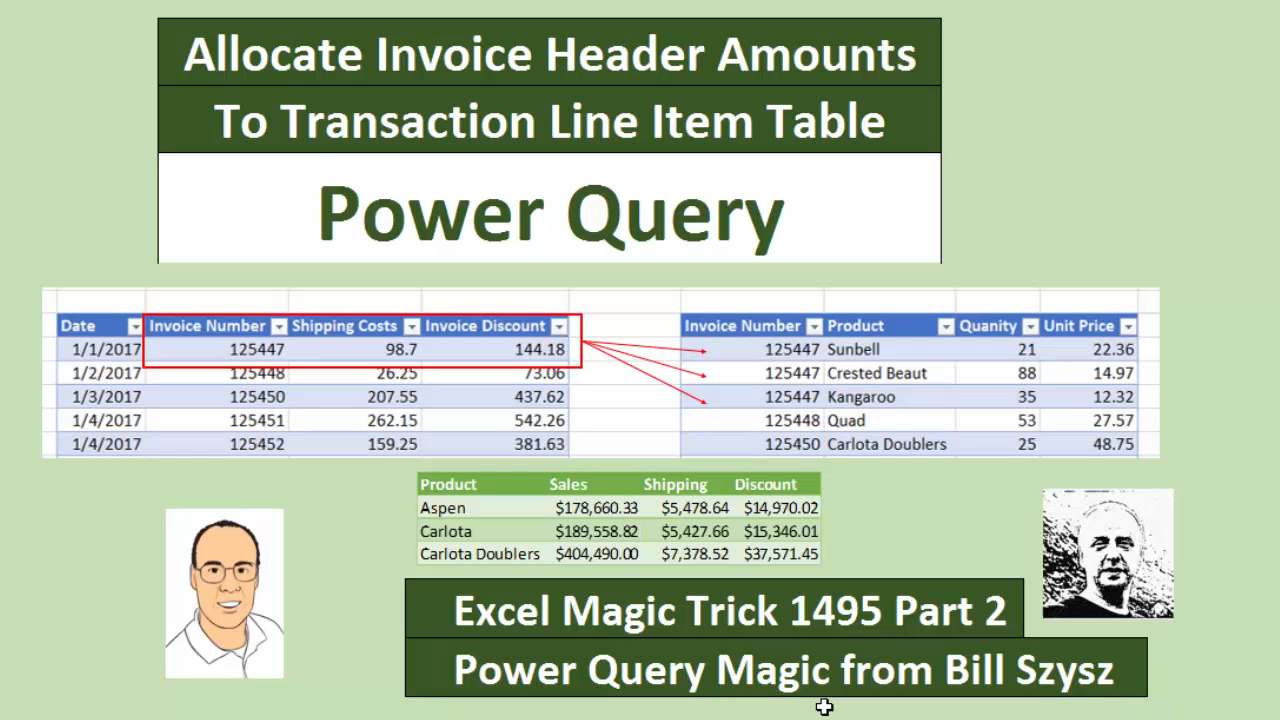 Allocate Invoice Header Amounts
To Transaction Line Item Table
Power Query
Date Invoice Number Shipping Costs Invoice Discount
1/1/2017 125447 98.7 144.18
1/2/2017 125448 26.25 73.06
1/3/2017 125450 207.55 437.62
1/4/2017 125451 262.15 542.26
1/4/2017 125452 159.25 381.63
Invoice Number Product Quanity Unit Price
125447 Sunbell 21 22.36
125447 Crested Beaut 88 14.97
125447 Kangaroo 35 12.32
125448 Quad 53 27.57
125450 Carlota Doublers 25 48.75
Product Sales Shipping Discount
Aspen $178,660.33 $5,478.64 $14,970.02
Carlota $189,558.82 $5,427.66 $15,346.01
Carlota Doublers $404,490.00 $7,378.52 $37,571.45
Excel Magic Trick 1495 Part 2
Power Query Magic from Bill Szysz